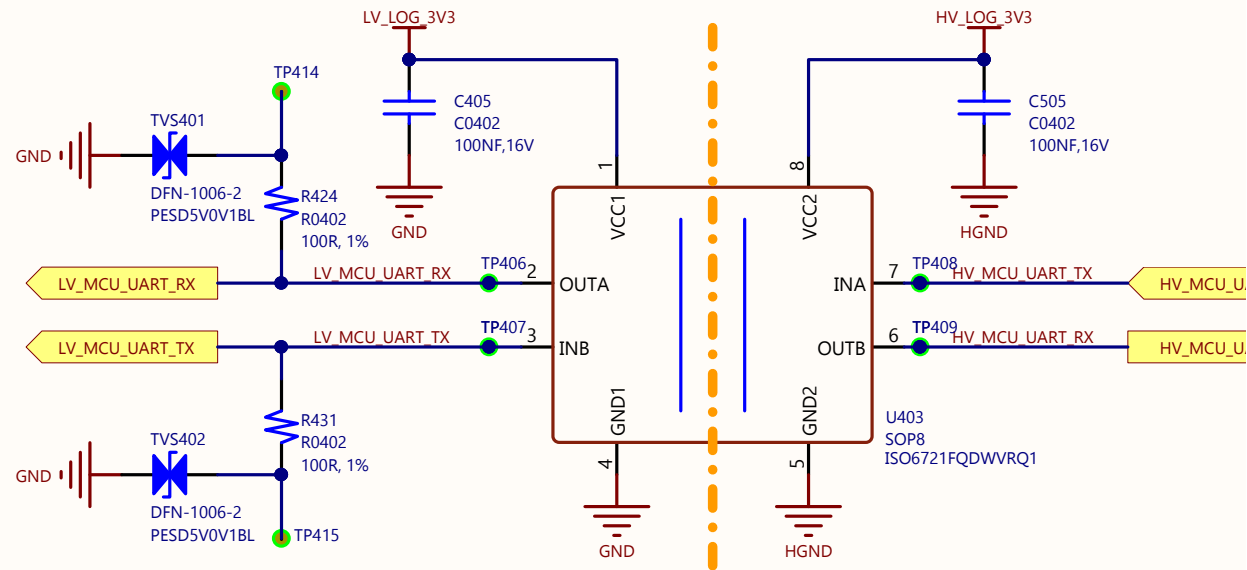 LV_LOG_3V3
HV_LOG_3V3
TP414
C405
C0402
100NF,16V
C505
C0402
100NF,16V
TVS401
GND
DFN-1006-2
PESD5V0V1BL
R424
R0402
100R, 1%
GND
HGND
1
VCC1
8
VCC2
LV_MCU_UART_RX
LV_MCU_UART_RX
TP406
2
OUTA
INA
7
TP408
HV_MCU_UART_TX
HV_MCU_U
LV_MCU_UART_TX
LV_MCU_UART_TX
TP407
3
INB
OUTB
6
TP409
HV_MCU_UART_RX
HV_MCU_U
GND1
4
GND2
5
U403
SOP8
ISO6721FQDWVRQ1
R431
R0402
100R, 1%
TVS402
GND
DFN-1006-2
PESD5V0V1BL
TP415
GND
HGND